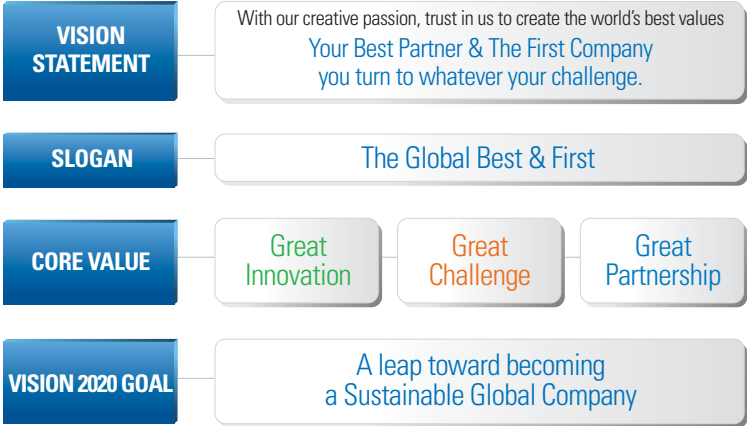 VISION
STATEMENT
With our creative passion, trust in us to create the world's best values
Your Best Partner & The First Company
you turn to whatever your challenge.
SLOGAN
The Global Best & First
CORE VALUE
Great
Innovation
Great
Challenge
Great
Partnership
VISION 2020 GOAL
A leap toward becoming
a Sustainable Global Company